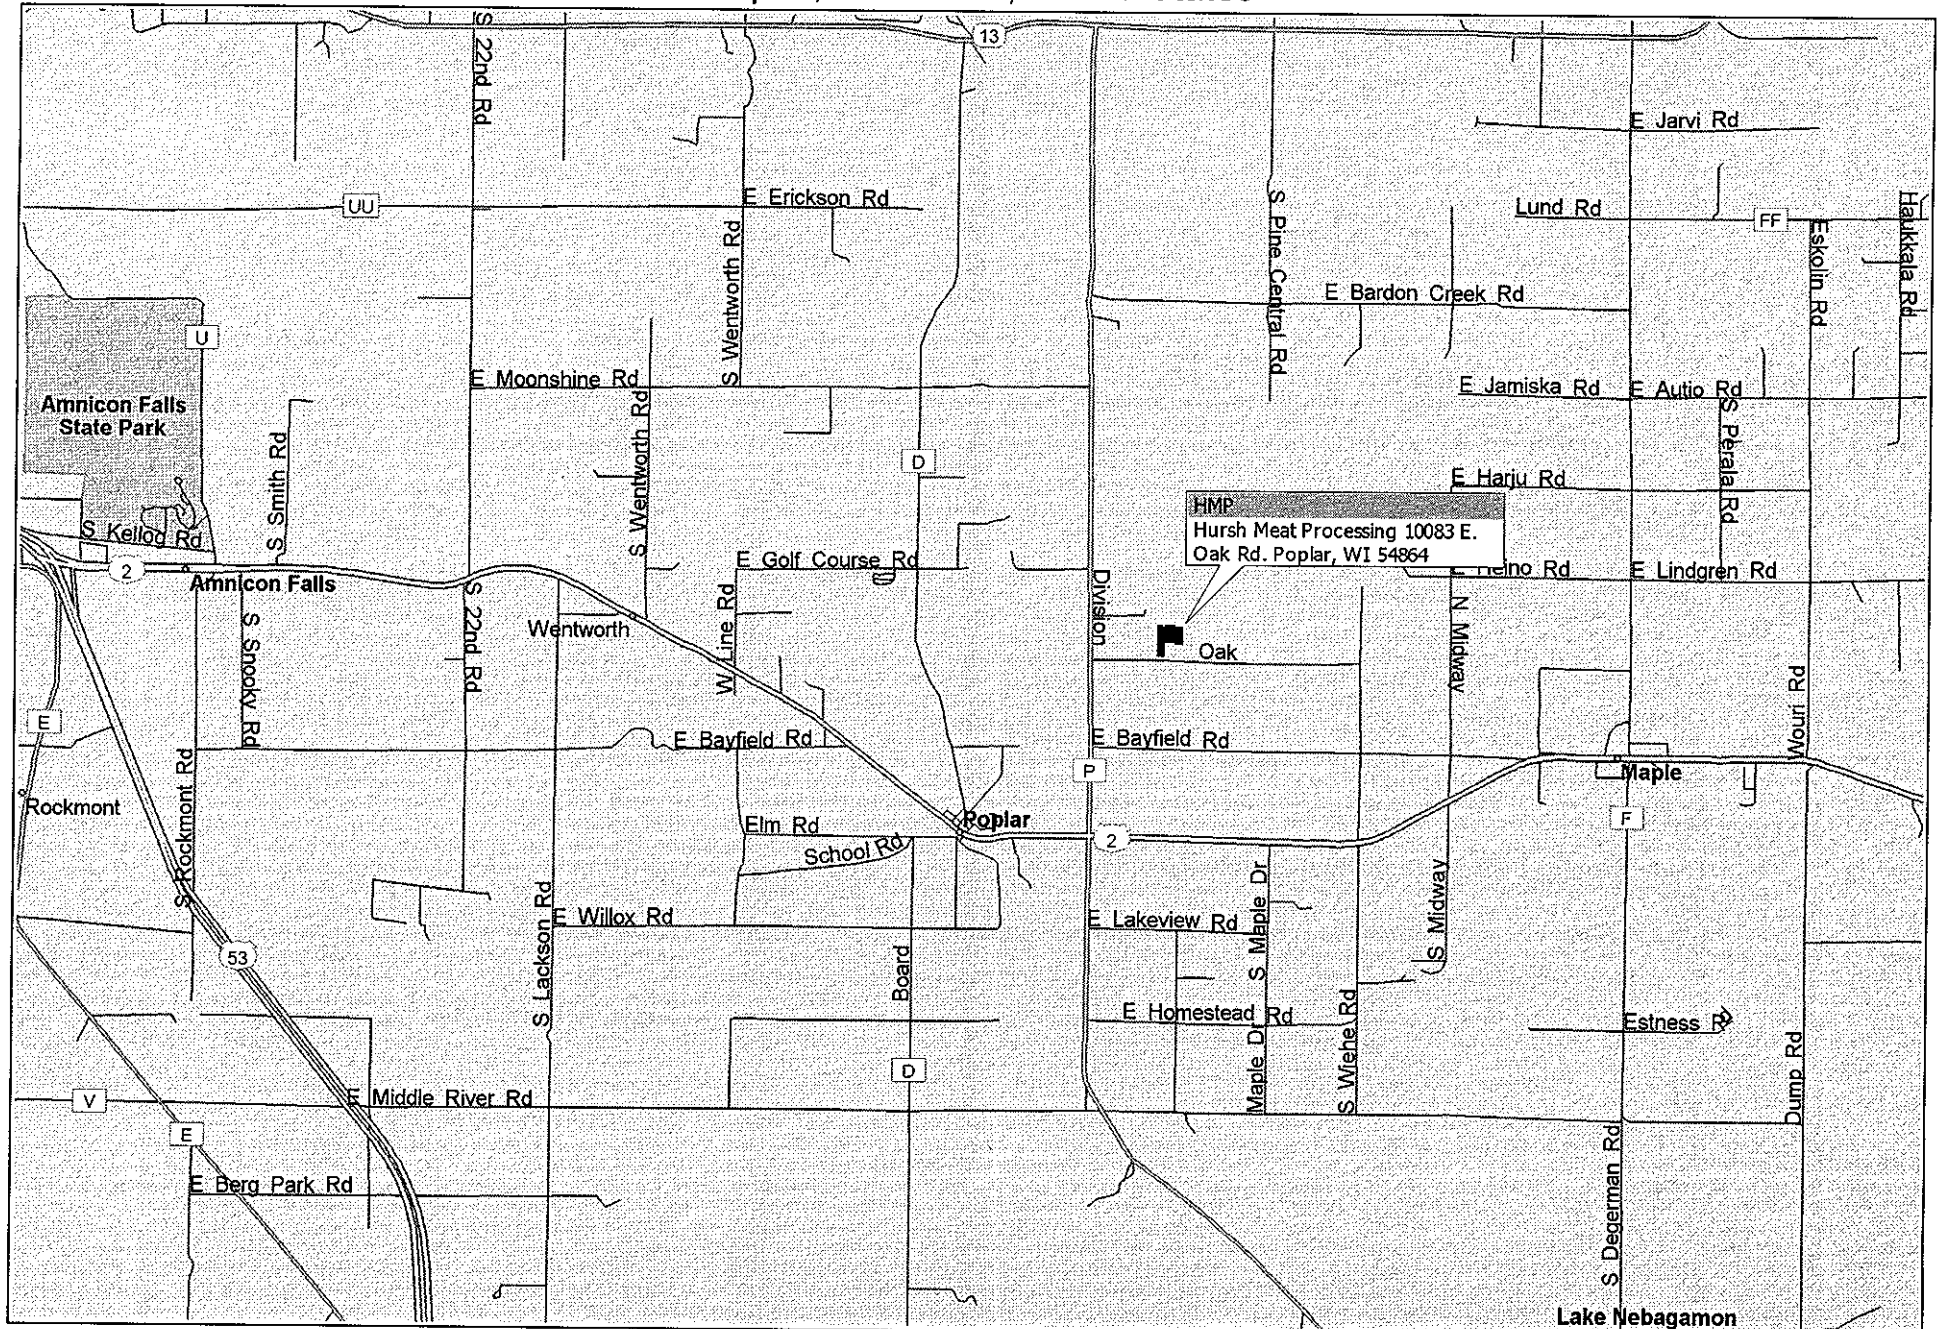 13
S 22nd Rd
E Jarvi Rd
UU
E Erickson Rd
S Wentworth Rd
S Pine Central Rd
Lund Rd
FF
Eskolin Rd
Haukkala Rd
E Bardon Creek Rd
U
E Moonshine Rd
E Jamiska Rd
E Autio Rd
Amnicon Falls
State Park
S Smith Rd
S Wentworth Rd
D
S Perala Rd
E Harju Rd
HMP
Hursh Meat Processing 10083 E.
Oak Rd. Poplar, WI 54864
S Kellog Rd
2
Amnicon Falls
E Golf Course Rd
E Heino Rd
E Lindgren Rd
S Snooky Rd
S 22nd Rd
Wentworth
W Line Rd
Division
Oak
N Midway
E
S Rockmont Rd
E Bayfield Rd
E Bayfield Rd
Wouri Rd
P
Maple
Rockmont
Elm Rd
School Rd
Poplar
2
F
S Lackson Rd
E Willox Rd
E Lakeview Rd
S Maple Dr
S Midway
53
Board
E Homestead Rd
Maple Dr
S Wiehe Rd
Estness R
Dump Rd
V
E Middle River Rd
D
E
E Berg Park Rd
S Degerman Rd
Lake Nebagamon